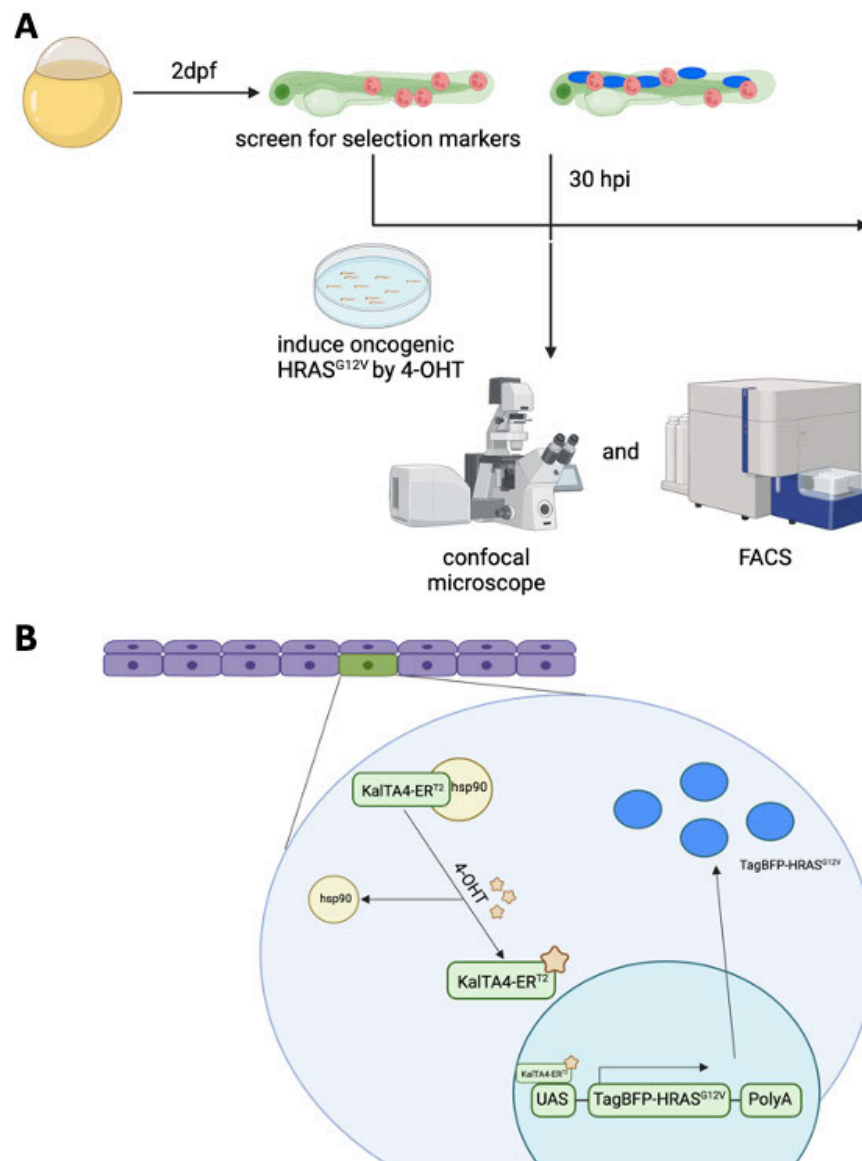 A
2dpf
screen for selection markers
30 hpi
induce oncogenic
HRASG12V by 4-OHT
and
confocal
microscope
FACS
B
KalTA4-ERT2
hsp90
4-OHT
hsp90
KalTA4-ERT2
TagBFP-HRASG12V
KalTA4-ERT2
UAS
TagBFP-HRASG12V
PolyA